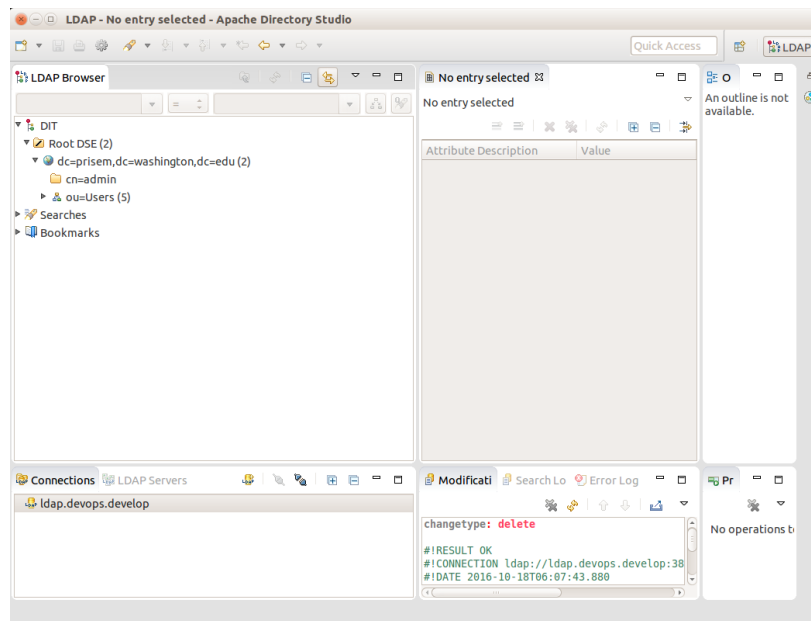 LDAP - No entry selected - Apache Directory Studio
Quick Access
LDAP
LDAP Browser
=
DIT
Root DSE (2)
dc=prisem,dc=washington,dc=edu (2)
cn=admin
ou=Users (5)
Searches
Bookmarks
No entry selected
No entry selected
Attribute Description Value
O
An outline is not
available.
Connections LDAP Servers
ldap.devops.develop
Modificati Search Lo Error Log
changetype: delete
#!RESULT OK
#!CONNECTION ldap://ldap.devops.develop:38
#!DATE 2016-10-18T06:07:43.880
Pr
No operations t